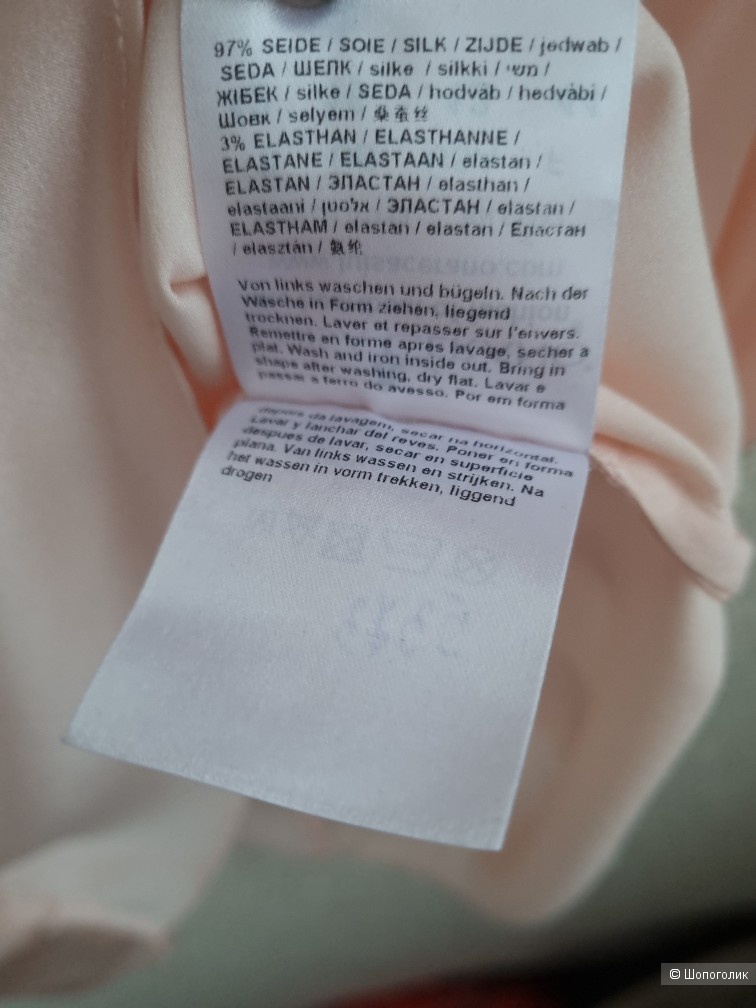 97% SEIDE / SOIE / SILK / ZIJDE / jedwab /
SEDA / ШЕЛК / silke / silkki / משי /
ЖІБЕК / silke / SEDA / hodváb / hedvábí /
Шовк / selyem / 桑蚕丝
3% ELASTHAN / ELASTHANNE /
ELASTANE / ELASTAAN / elastan /
ELASTAN / ЭЛАСТАН / elasthan /
elastaani / אלסטן / ЭЛАСТАН / elastan /
ELASTHAM / elastan / elastan / Еластан
/ elasztán / 氨纶
Von links waschen und bügeln. Nach der
Wäsche in Form ziehen, liegend
trocknen. Laver et repasser sur l'envers.
Remettre en forme apres lavage, secher a
plat. Wash and iron inside out. Bring in
shape after washing, dry flat. Lavar e
passar a ferro do avesso. Por em forma
depois da lavagem, secar na horizontal.
Lavar y lanchar del reves. Poner en forma
despues de lavar, secar en superficie
plana. Van links wassen en strijken. Na
het wassen in vorm trekken, liggend
drogen
© Шопоголик